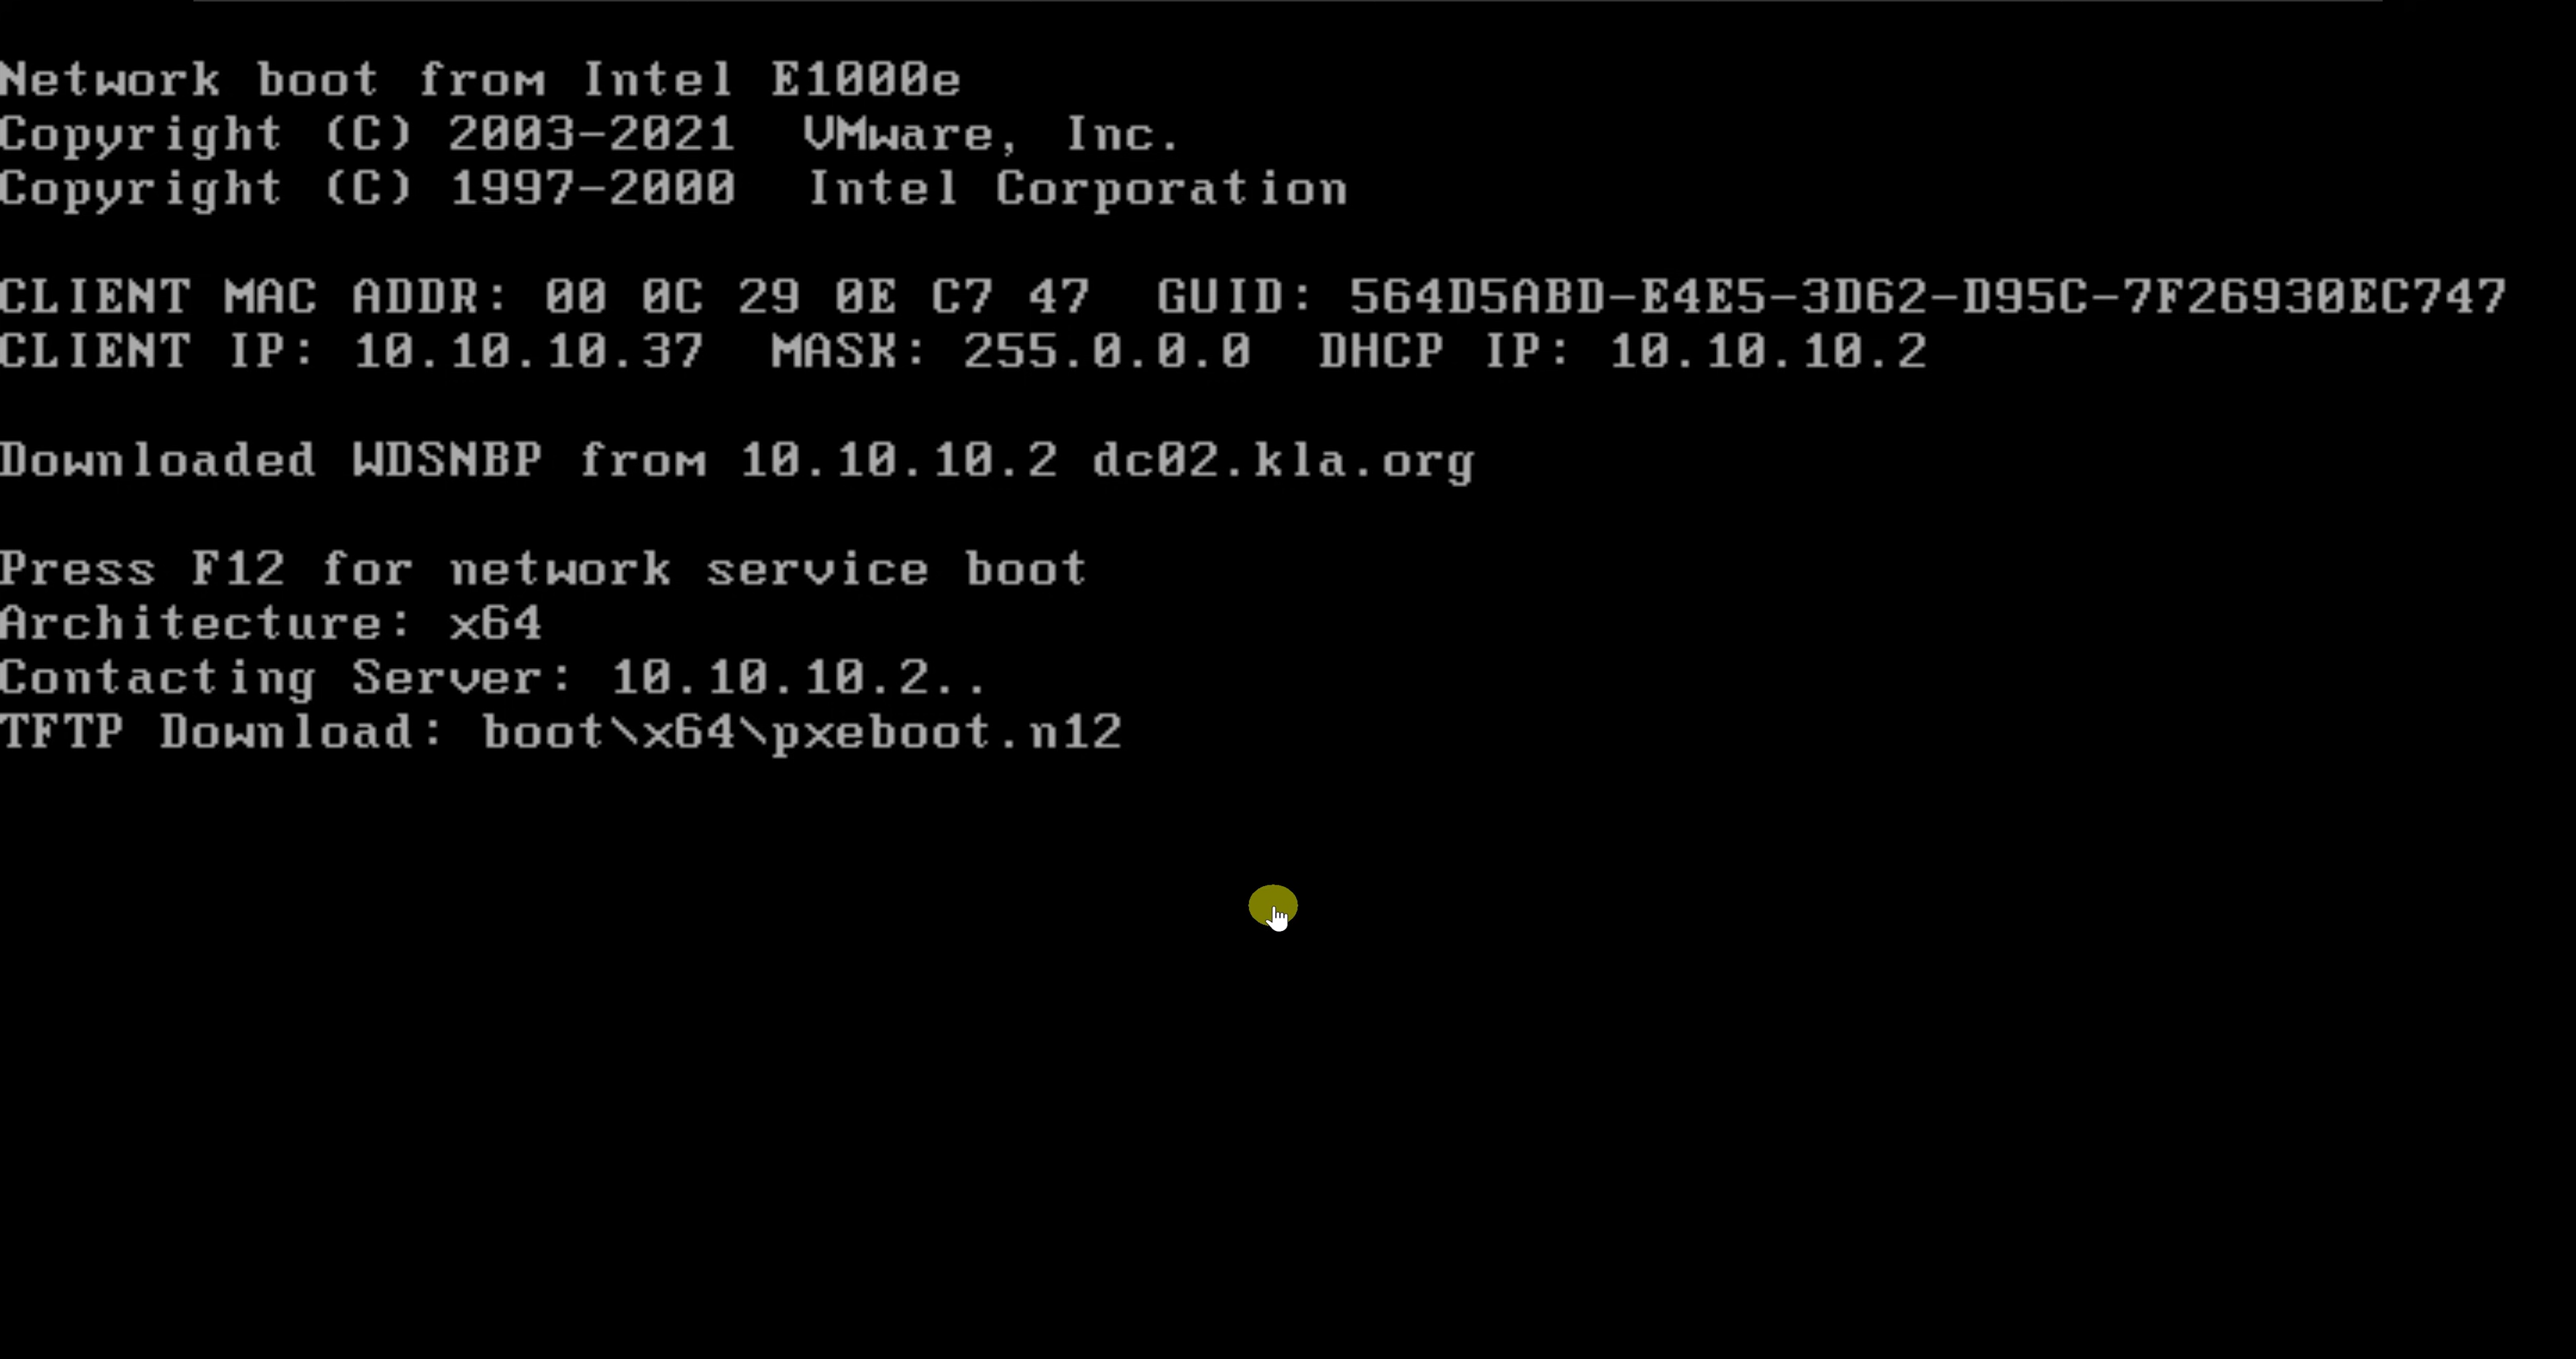 Network boot from Intel E1000e
Copyright (C) 2003-2021  VMware, Inc.
Copyright (C) 1997-2000  Intel Corporation
CLIENT MAC ADDR: 00 0C 29 0E C7 47  GUID: 564D5ABD-E4E5-3D62-D95C-7F26930EC747
CLIENT IP: 10.10.10.37  MASK: 255.0.0.0  DHCP IP: 10.10.10.2
Downloaded WDSNBP from 10.10.10.2 dc02.kla.org
Press F12 for network service boot
Architecture: x64
Contacting Server: 10.10.10.2..
TFTP Download: boot\x64\pxeboot.n12